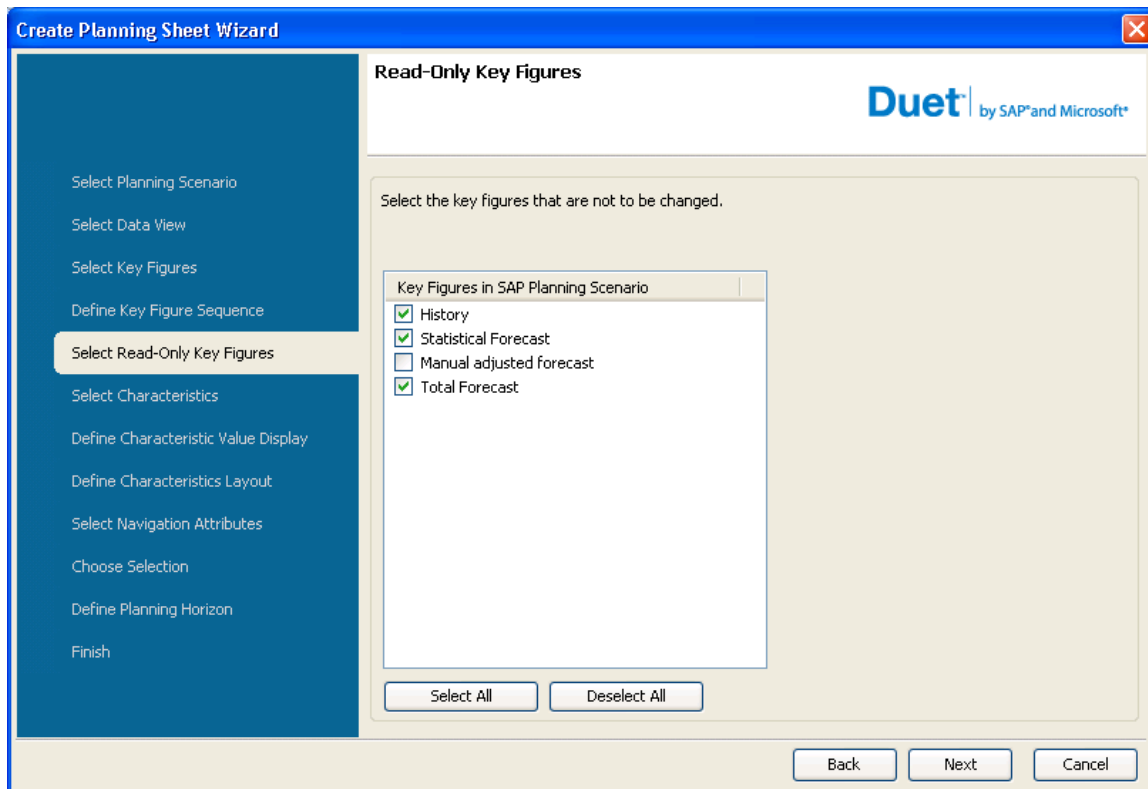 Create Planning Sheet Wizard
Read-Only Key Figures
Duet™ by SAP® and Microsoft®
Select Planning Scenario
Select Data View
Select Key Figures
Define Key Figure Sequence
Select Read-Only Key Figures
Select Characteristics
Define Characteristic Value Display
Define Characteristics Layout
Select Navigation Attributes
Choose Selection
Define Planning Horizon
Finish
Select the key figures that are not to be changed.
Key Figures in SAP Planning Scenario
History
Statistical Forecast
Manual adjusted forecast
Total Forecast
Select All
Deselect All
Back
Next
Cancel